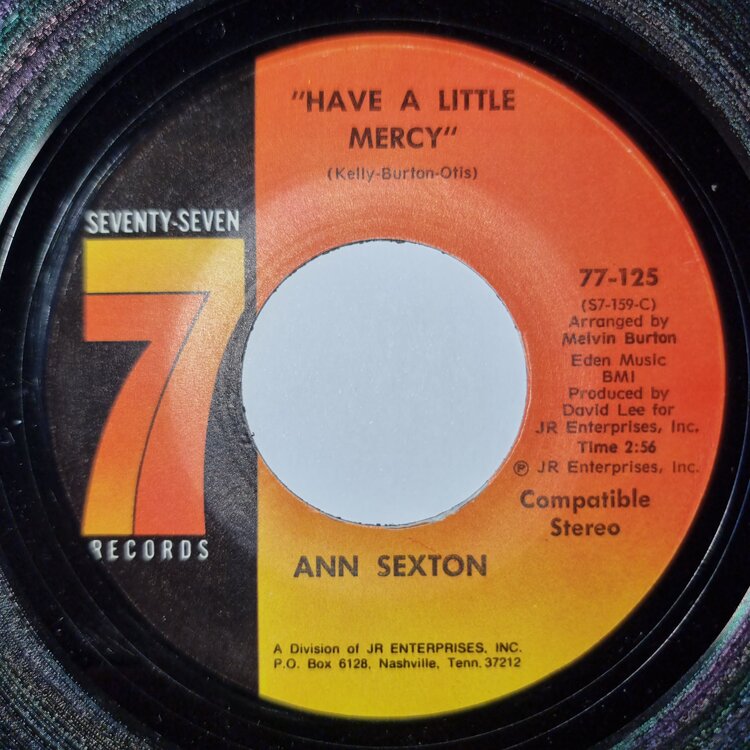 "HAVE A LITTLE
MERCY"
(Kelly-Burton-Otis)
SEVENTY-SEVEN
7
RECORDS
77-125
(S7-159-C)
Arranged by
Melvin Burton
Eden Music
BMI
Produced by
David Lee for
JR Enterprises, Inc.
Time 2:56
℗ JR Enterprises, Inc.
Compatible
Stereo
ANN SEXTON
A Division of JR ENTERPRISES, INC.
P.O. Box 6128, Nashville, Tenn. 37212